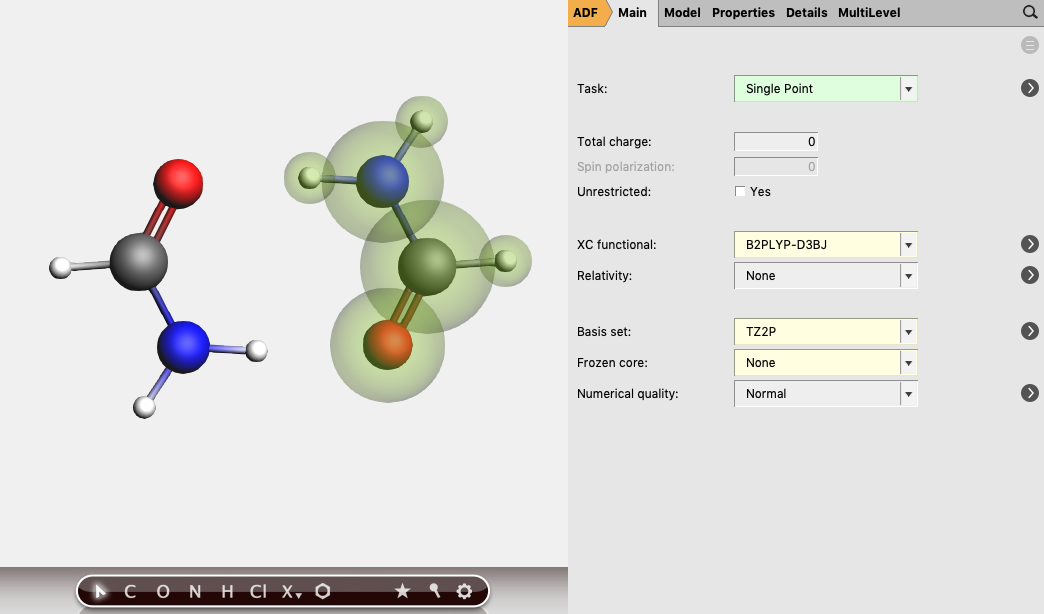 ADF Main Model Properties Details MultiLevel
Task: Single Point
Total charge: 0
Spin polarization: 0
Unrestricted: Yes
XC functional: B2PLYP-D3BJ
Relativity: None
Basis set: TZ2P
Frozen core: None
Numerical quality: Normal
C O N H Cl X